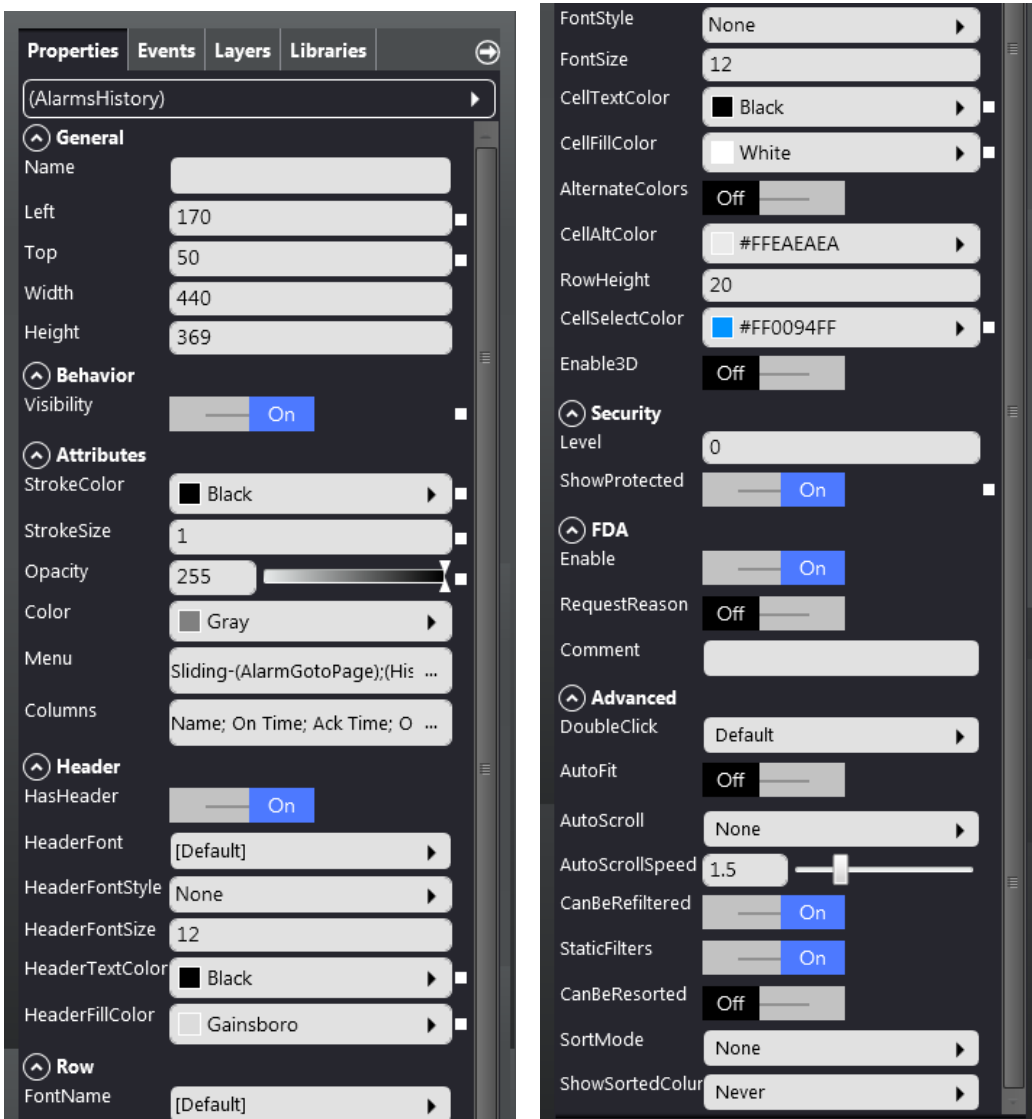 Properties Events Layers Libraries
(AlarmsHistory)
General
Name
Left 170
Top 50
Width 440
Height 369
Behavior
Visibility On
Attributes
StrokeColor Black
StrokeSize 1
Opacity 255
Color Gray
Menu Sliding-(AlarmGotoPage);(His ...
Columns Name; On Time; Ack Time; O ...
Header
HasHeader On
HeaderFont [Default]
HeaderFontStyle None
HeaderFontSize 12
HeaderTextColor Black
HeaderFillColor Gainsboro
Row
FontName [Default]
FontStyle None
FontSize 12
CellTextColor Black
CellFillColor White
AlternateColors Off
CellAltColor #FFEAEAEA
RowHeight 20
CellSelectColor #FF0094FF
Enable3D Off
Security
Level 0
ShowProtected On
FDA
Enable On
RequestReason Off
Comment
Advanced
DoubleClick Default
AutoFit Off
AutoScroll None
AutoScrollSpeed 1.5
CanBeRefiltered On
StaticFilters On
CanBeResorted Off
SortMode None
ShowSortedColur Never